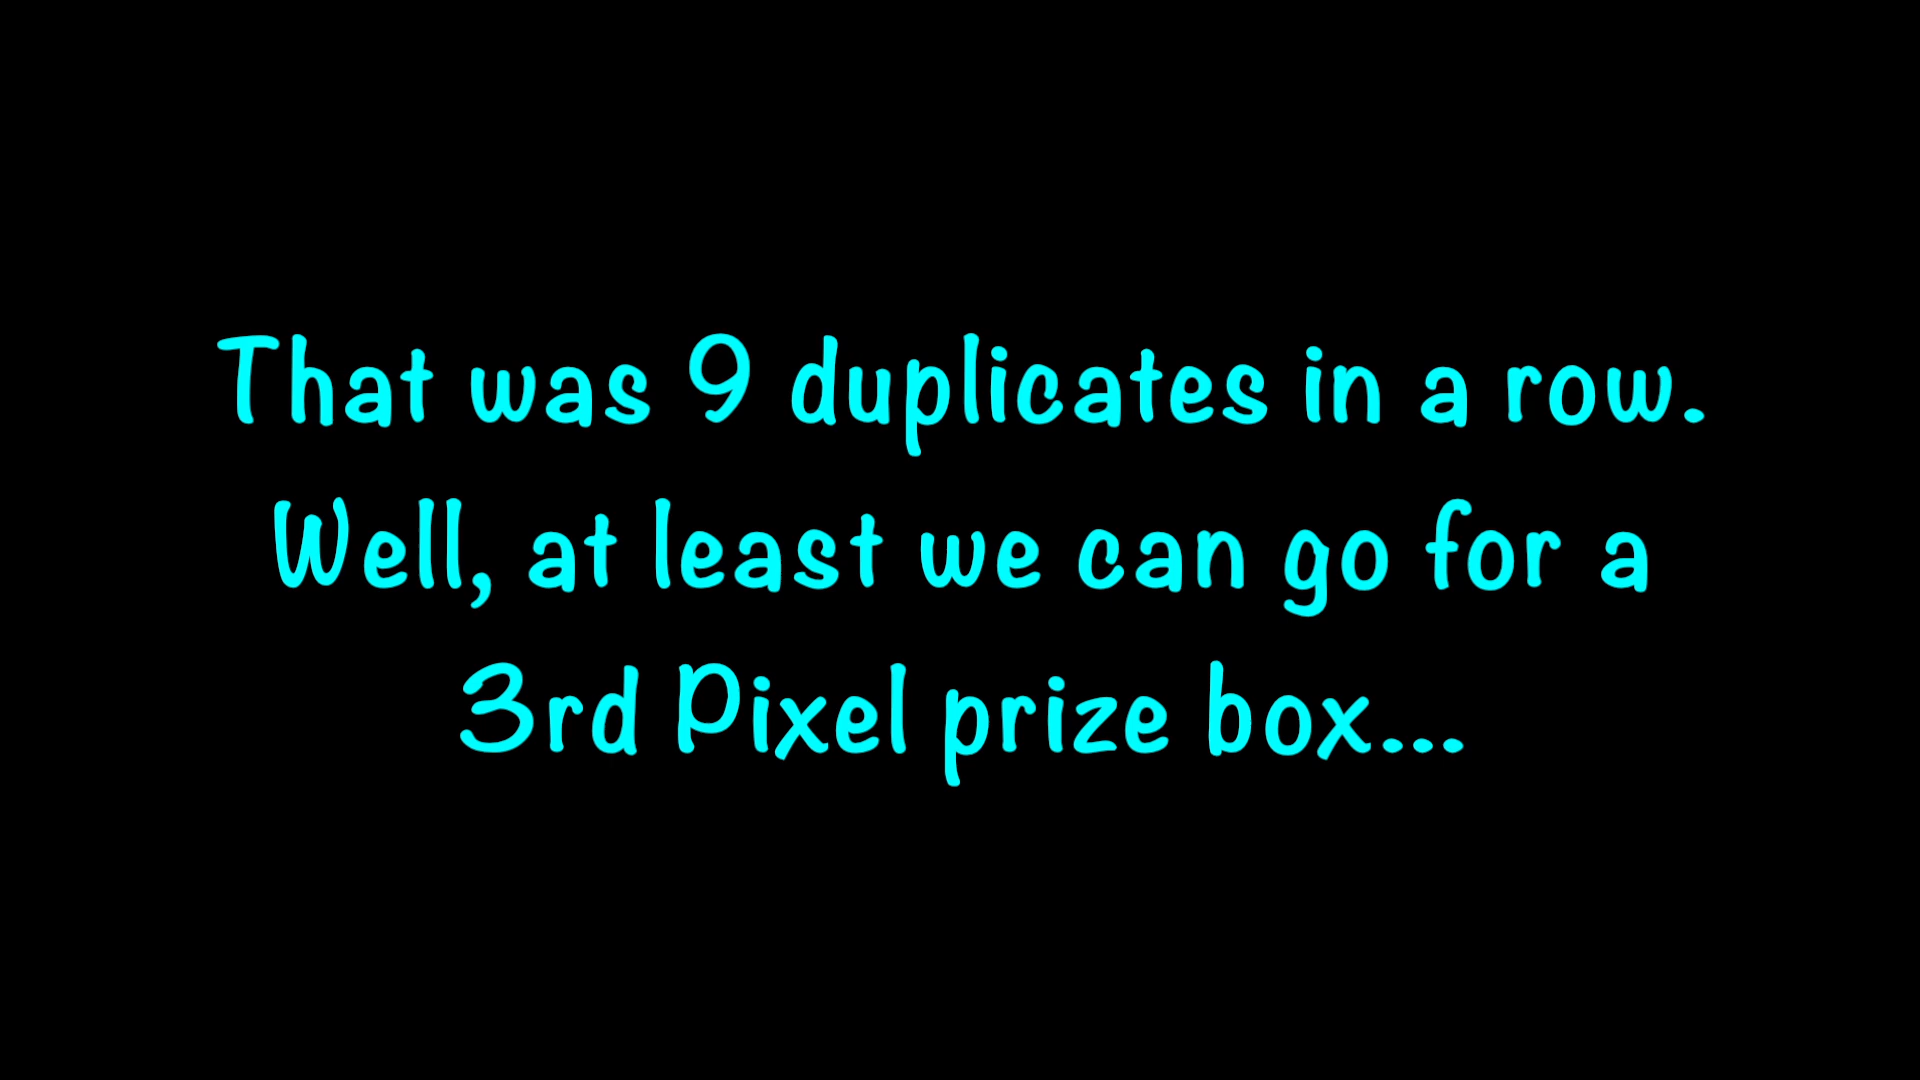 That was 9 duplicates in a row.
Well, at least we can go for a
3rd Pixel prize box...